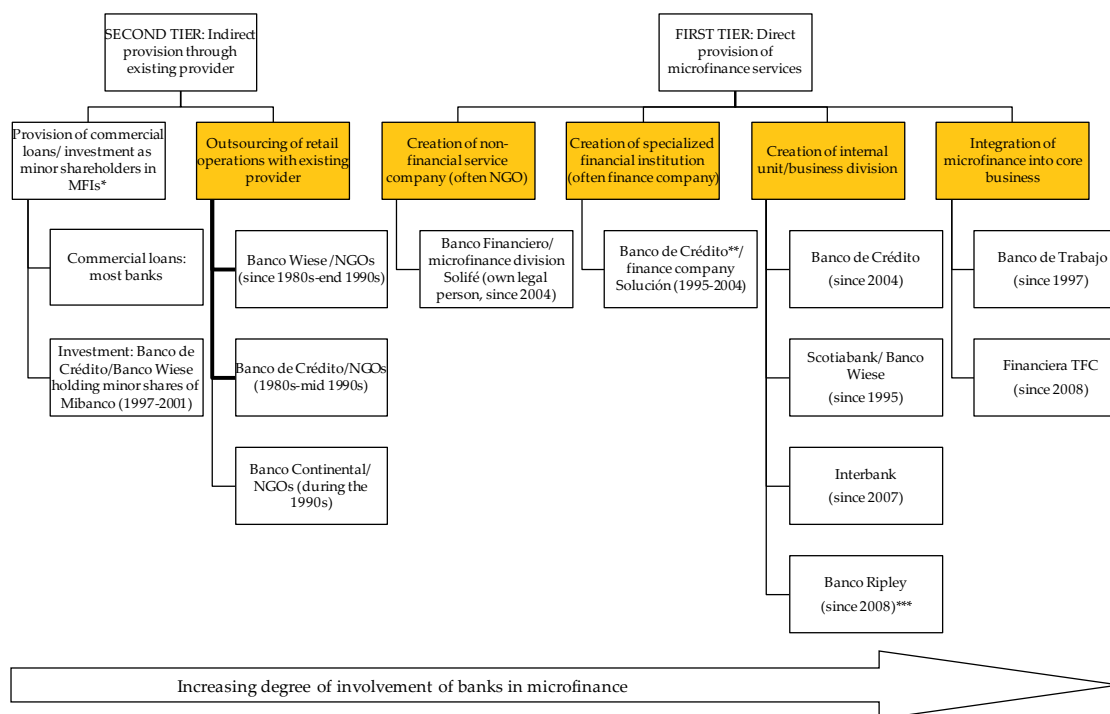 SECOND TIER: Indirect
provision through
existing provider
FIRST TIER: Direct
provision of
microfinance services
Provision of commercial
loans/ investment as
minor shareholders in
MFIs*
Outsourcing of retail
operations with existing
provider
Creation of non-
financial service
company (often NGO)
Creation of specialized
financial institution
(often finance company)
Creation of internal
unit/business division
Integration of
microfinance into core
business
Commercial loans:
most banks
Investment: Banco de
Crédito/Banco Wiese
holding minor shares of
Mibanco (1997-2001)
Banco Wiese/NGOs
(since 1980s-end 1990s)
Banco de Crédito/NGOs
(1980s-mid 1990s)
Banco Continental/
NGOs (during the
1990s)
Banco Financiero/
microfinance division
Solifé (own legal
person, since 2004)
Banco de Crédito**/
finance company
Solución (1995-2004)
Banco de Crédito
(since 2004)
Scotiabank/ Banco
Wiese
(since 1995)
Interbank
(since 2007)
Banco Ripley
(since 2008)***
Banco de Trabajo
(since 1997)
Financiera TFC
(since 2008)
Increasing degree of involvement of banks in microfinance